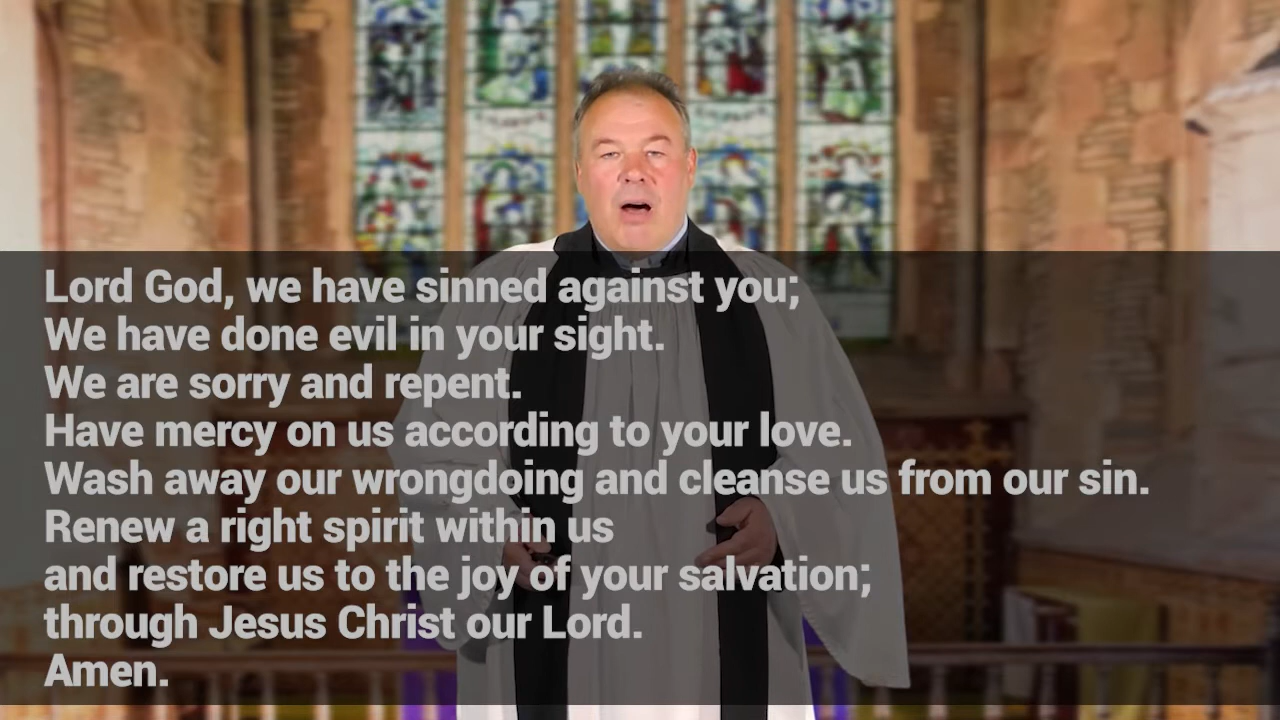 Lord God, we have sinned against you;
We have done evil in your sight.
We are sorry and repent.
Have mercy on us according to your love.
Wash away our wrongdoing and cleanse us from our sin.
Renew a right spirit within us
and restore us to the joy of your salvation;
through Jesus Christ our Lord.
Amen.